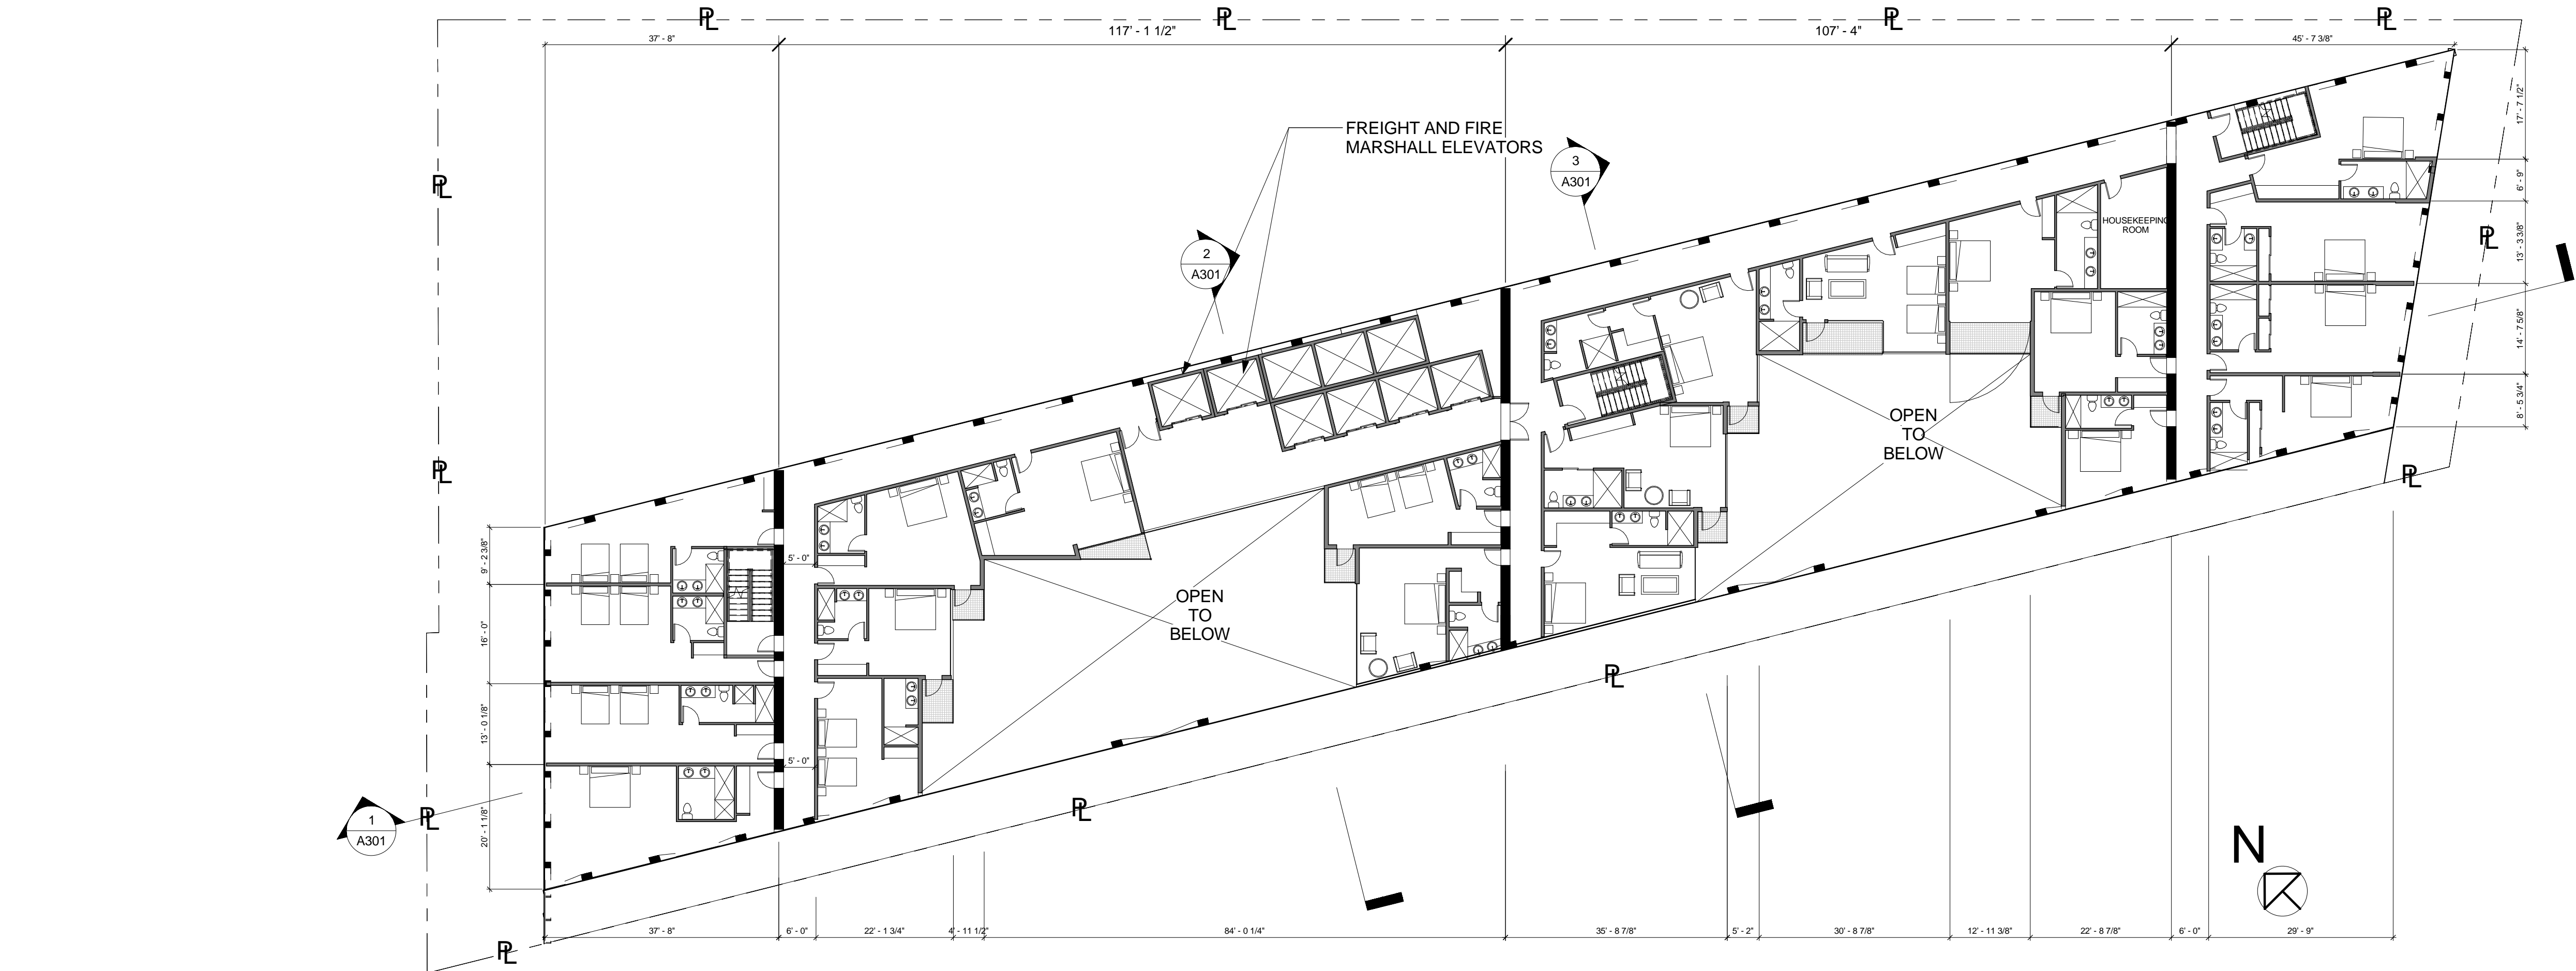 PL
PL
PL
PL
37' - 8"
117' - 1 1/2"
107' - 4"
45' - 7 3/8"
17' - 7 1/2"
FREIGHT AND FIRE
MARSHALL ELEVATORS
3
A301
PL
6' - 9"
HOUSEKEEPING
ROOM
2
A301
PL
13' - 3 3/8"
14' - 7 5/8"
8' - 5 3/4"
OPEN
TO
BELOW
PL
PL
9' - 2 3/8"
5' - 0"
OPEN
TO
BELOW
16' - 0"
PL
13' - 0 1/8"
5' - 0"
20' - 1 1/8"
1
A301
PL
PL
N
PL
37' - 8"
6' - 0"
22' - 1 3/4"
4' - 11 1/2"
84' - 0 1/4"
35' - 8 7/8"
5' - 2"
30' - 8 7/8"
12' - 11 3/8"
22' - 8 7/8"
6' - 0"
29' - 9"